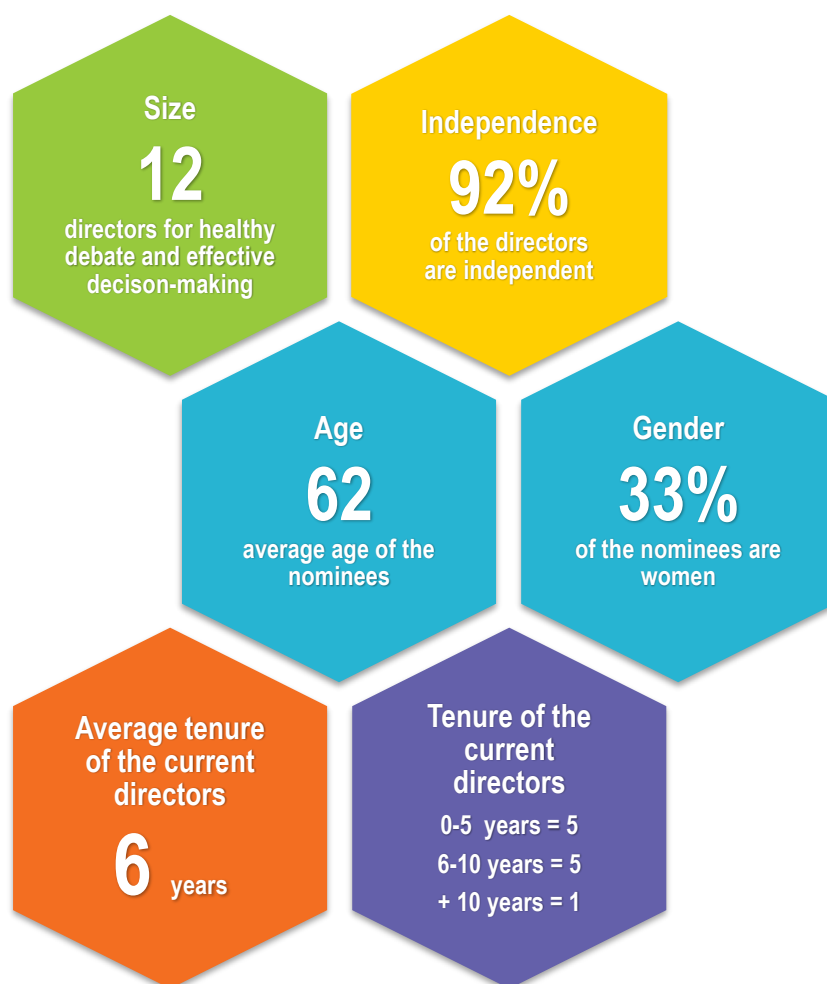 Size
12
directors for healthy
debate and effective
decison-making
Independence
92%
of the directors
are independent
Age
62
average age of the
nominees
Gender
33%
of the nominees are
women
Average tenure
of the current
directors
6 years
Tenure of the
current
directors
0-5 years = 5
6-10 years = 5
+ 10 years = 1